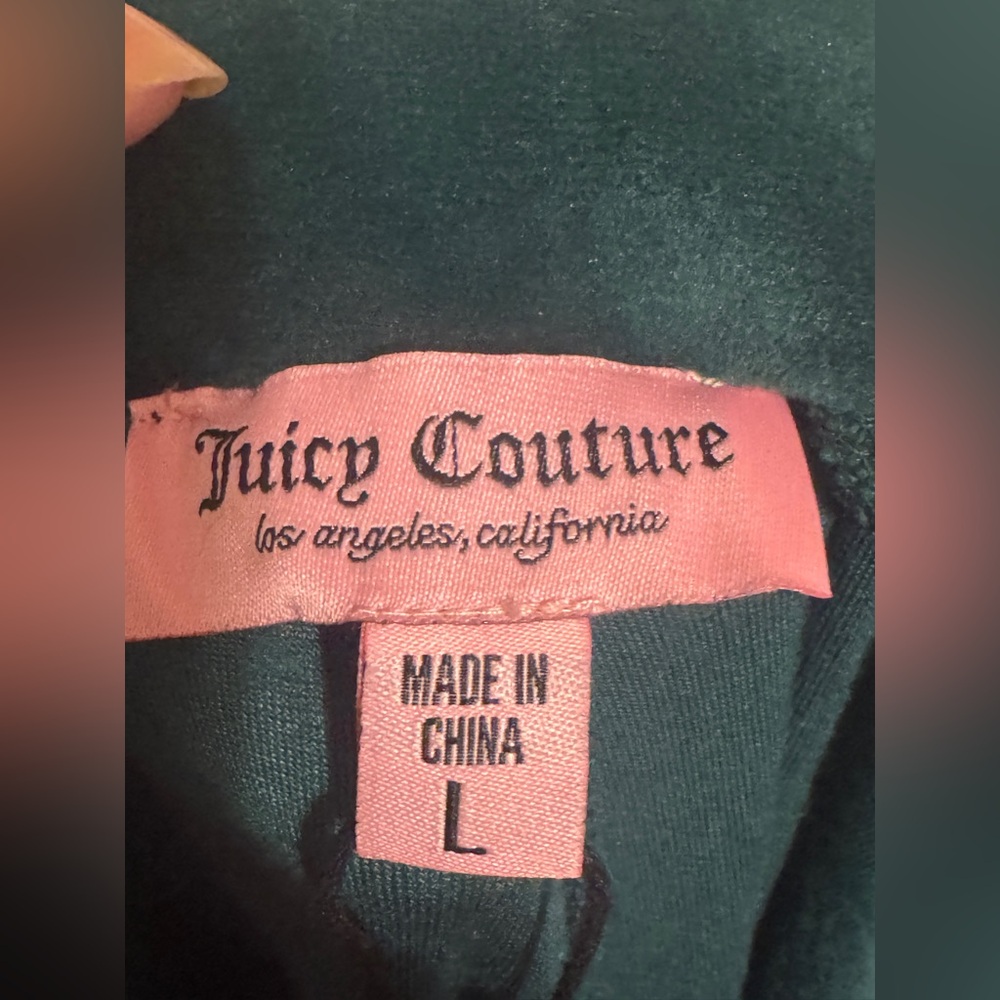 Juicy Couture
los angeles, california
MADE IN
CHINA
L